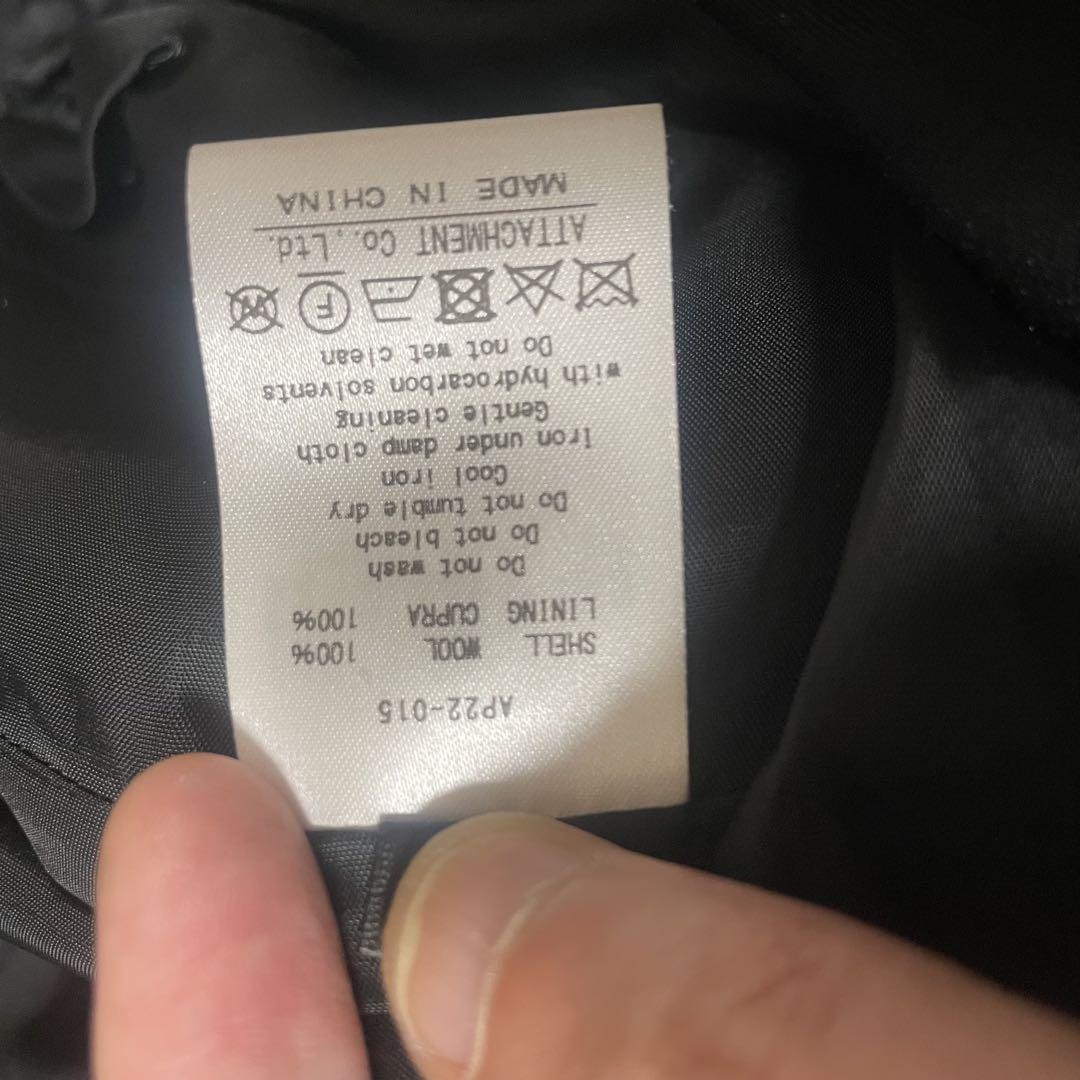 AP22-015
SHELL WOOL 100%
LINING CUPRA 100%
Do not wash
Do not bleach
Do not tumble dry
Cool iron
Iron under damp cloth
Gentle cleaning
with hydrocarbon solvents
Do not wet clean
F W
ATTACHMENT Co.,Ltd.
MADE IN CHINA